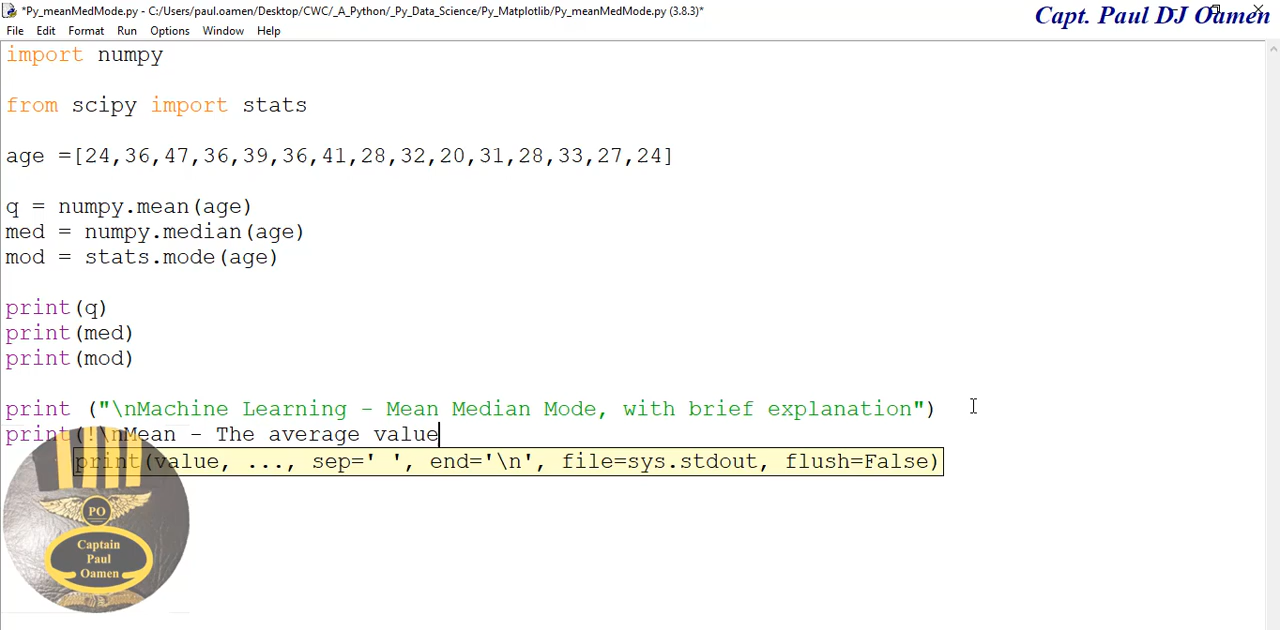 *Py_meanMedMode.py - C:/Users/paul.oamen/Desktop/CWC/_A_Python/_Py_Data_Science/Py_Matplotlib/Py_meanMedMode.py (3.8.3)*
Capt. Paul DJ Oamen
File Edit Format Run Options Window Help
import numpy
from scipy import stats
age =[24,36,47,36,39,36,41,28,32,20,31,28,33,27,24]
q = numpy.mean(age)
med = numpy.median(age)
mod = stats.mode(age)
print(q)
print(med)
print(mod)
print ("\nMachine Learning - Mean Median Mode, with brief explanation")
print(!\nMean - The average value
print(value, ..., sep=' ', end='\n', file=sys.stdout, flush=False)
PO
Captain
Paul
Oamen